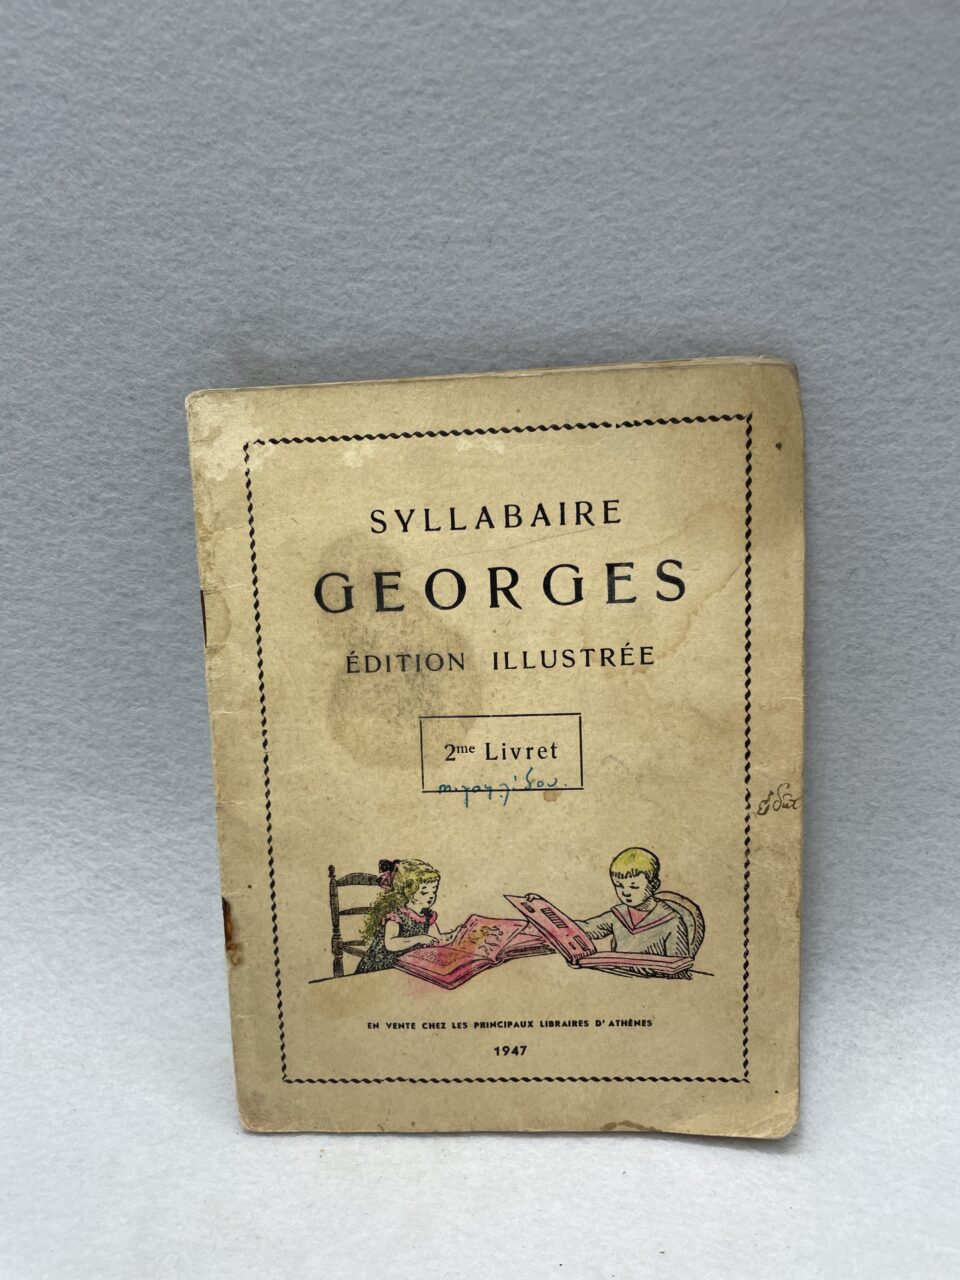 SYLLABAIRE
GEORGES
ÉDITION ILLUSTRÉE
2me Livret
EN VENTE CHEZ LES PRINCIPAUX LIBRAIRES D'ATHÈNES
1947